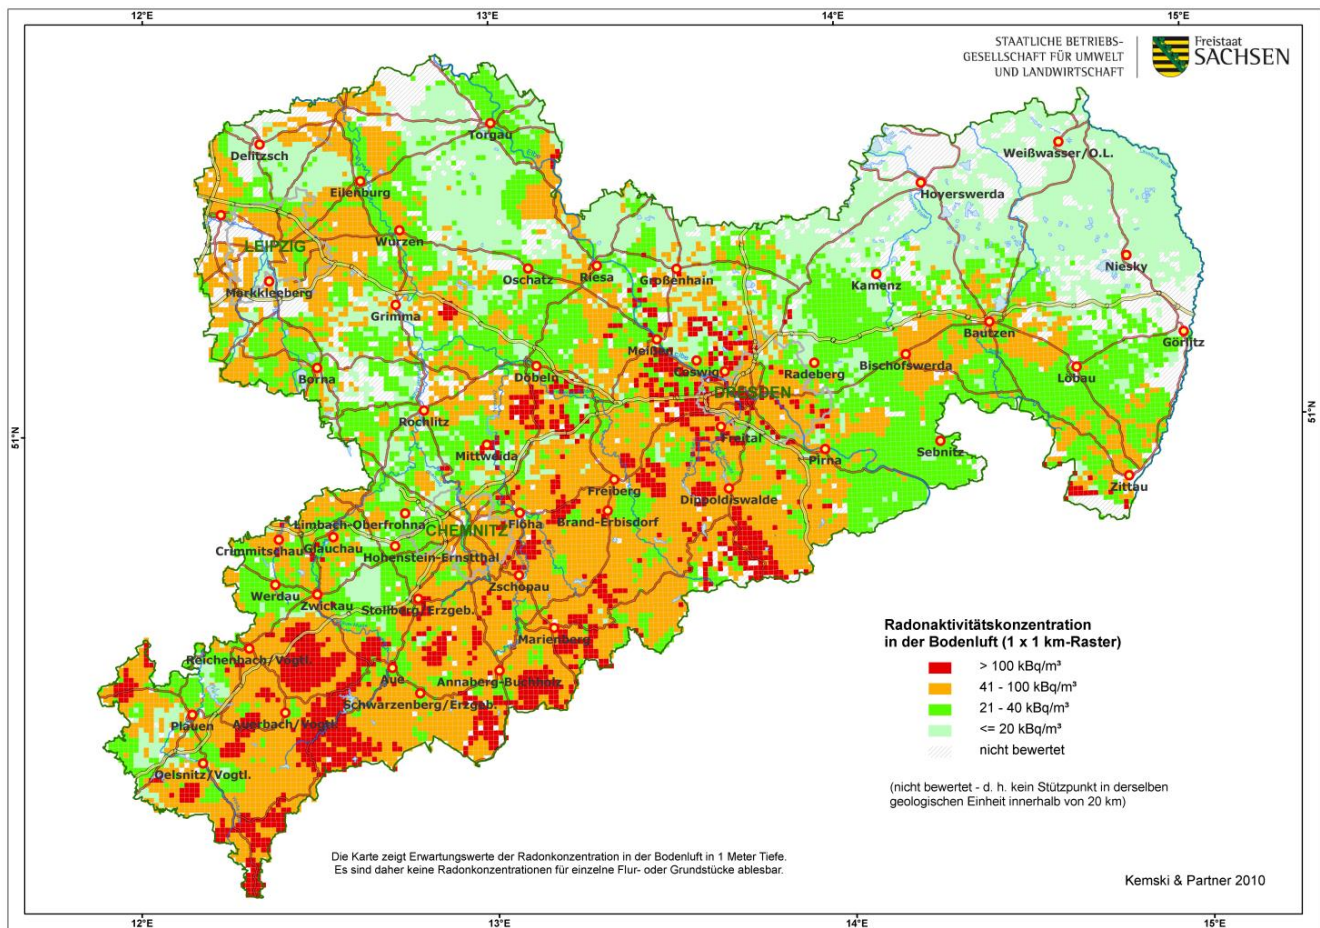 12°E
13°E
14°E
15°E
STAATLICHE BETRIEBS-
GESELLSCHAFT FÜR UMWELT
UND LANDWIRTSCHAFT
Freistaat
SACHSEN
Torgau
Delitzsch
Weißwasser/O.L.
Eilenburg
Hoyerswerda
Wurzen
LEIPZIG
Oschatz
Riesa
Großenhain
Niesky
Kamenz
Markkleeberg
Grimma
Bautzen
Görlitz
Meißen
Coswig
Radeberg
Bischofswerda
Löbau
Borna
Döbeln
DRESDEN
51°N
51°N
Rochlitz
Freital
Mittweida
Pirna
Sebnitz
Zittau
Freiberg
Dippoldiswalde
Limbach-Oberfrohna
CHEMNITZ
Flöha
Brand-Erbisdorf
Crimmitschau
Glauchau
Hohenstein-Ernstthal
Zschopau
Werdau
Zwickau
Stollberg/Erzgeb.
Marienberg
Reichenbach/Vogtl.
Aue
Annaberg-Buchholz
Schwarzenberg/Erzgeb.
Plauen
Auerbach/Vogtl.
Oelsnitz/Vogtl.
Radonaktivitätskonzentration
in der Bodenluft (1 x 1 km-Raster)
> 100 kBq/m³
41 - 100 kBq/m³
21 - 40 kBq/m³
<= 20 kBq/m³
nicht bewertet
(nicht bewertet - d. h. kein Stützpunkt in derselben
geologischen Einheit innerhalb von 20 km)
Die Karte zeigt Erwartungswerte der Radonkonzentration in der Bodenluft in 1 Meter Tiefe.
Es sind daher keine Radonkonzentrationen für einzelne Flur- oder Grundstücke ablesbar.
Kemski & Partner 2010
12°E
13°E
14°E
15°E